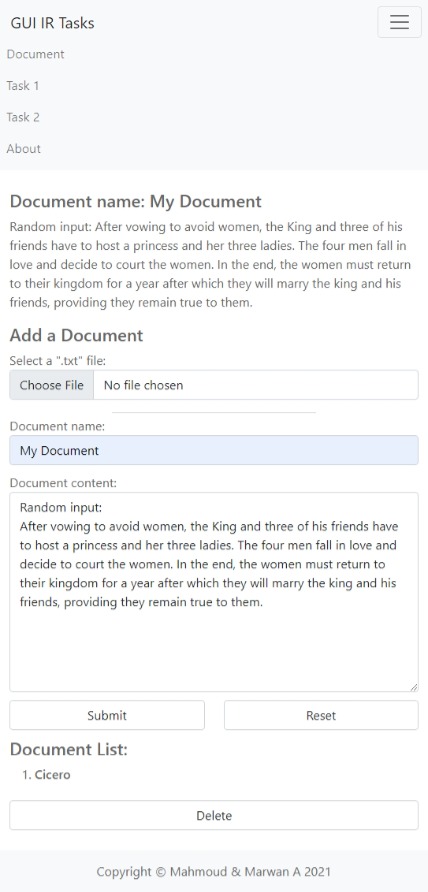 GUI IR Tasks
Document
Task 1
Task 2
About
Document name: My Document
Random input: After vowing to avoid women, the King and three of his
friends have to host a princess and her three ladies. The four men fall in
love and decide to court the women. In the end, the women must return
to their kingdom for a year after which they will marry the king and his
friends, providing they remain true to them.
Add a Document
Select a ".txt" file:
Choose File No file chosen
Document name:
My Document
Document content:
Random input:
After vowing to avoid women, the King and three of his friends have
to host a princess and her three ladies. The four men fall in love and
decide to court the women. In the end, the women must return to
their kingdom for a year after which they will marry the king and his
friends, providing they remain true to them.
Submit Reset
Document List:
1. Cicero
Delete
Copyright © Mahmoud & Marwan A 2021